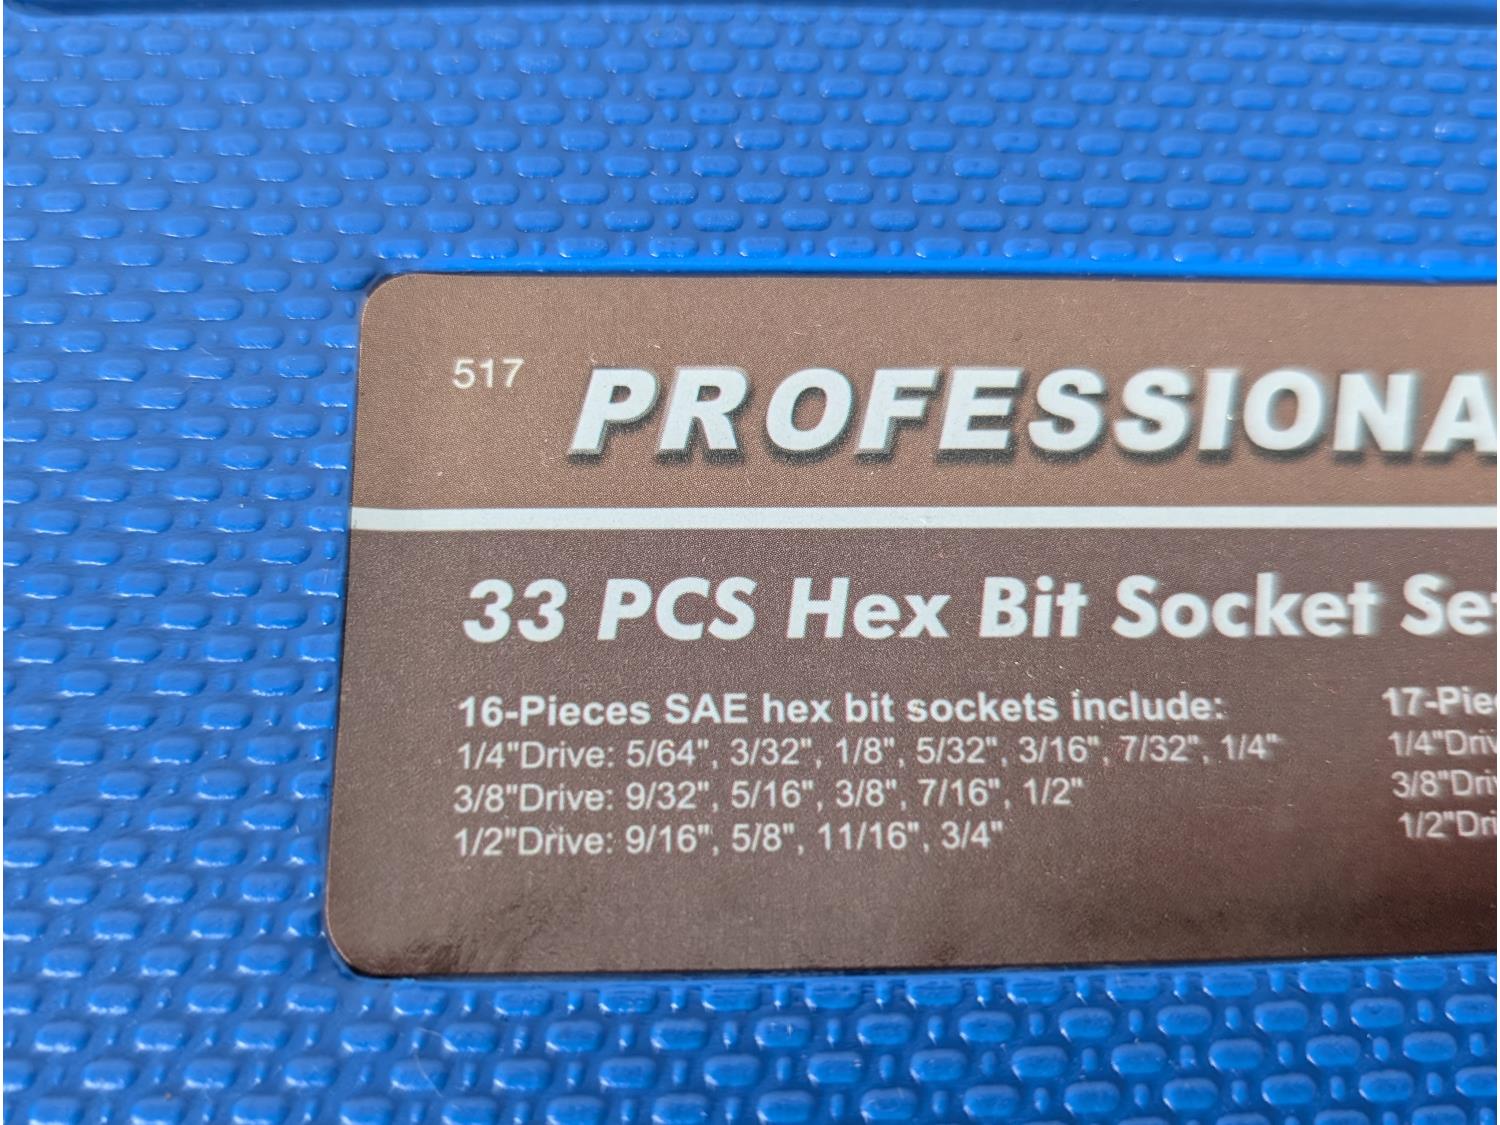 517
PROFESSIONA
33 PCS Hex Bit Socket Set
16-Pieces SAE hex bit sockets include:
1/4"Drive: 5/64", 3/32", 1/8", 5/32", 3/16", 7/32", 1/4"
3/8"Drive: 9/32", 5/16", 3/8", 7/16", 1/2"
1/2"Drive: 9/16", 5/8", 11/16", 3/4"
17-Piec
1/4"Driv
3/8"Dri
1/2"Dri